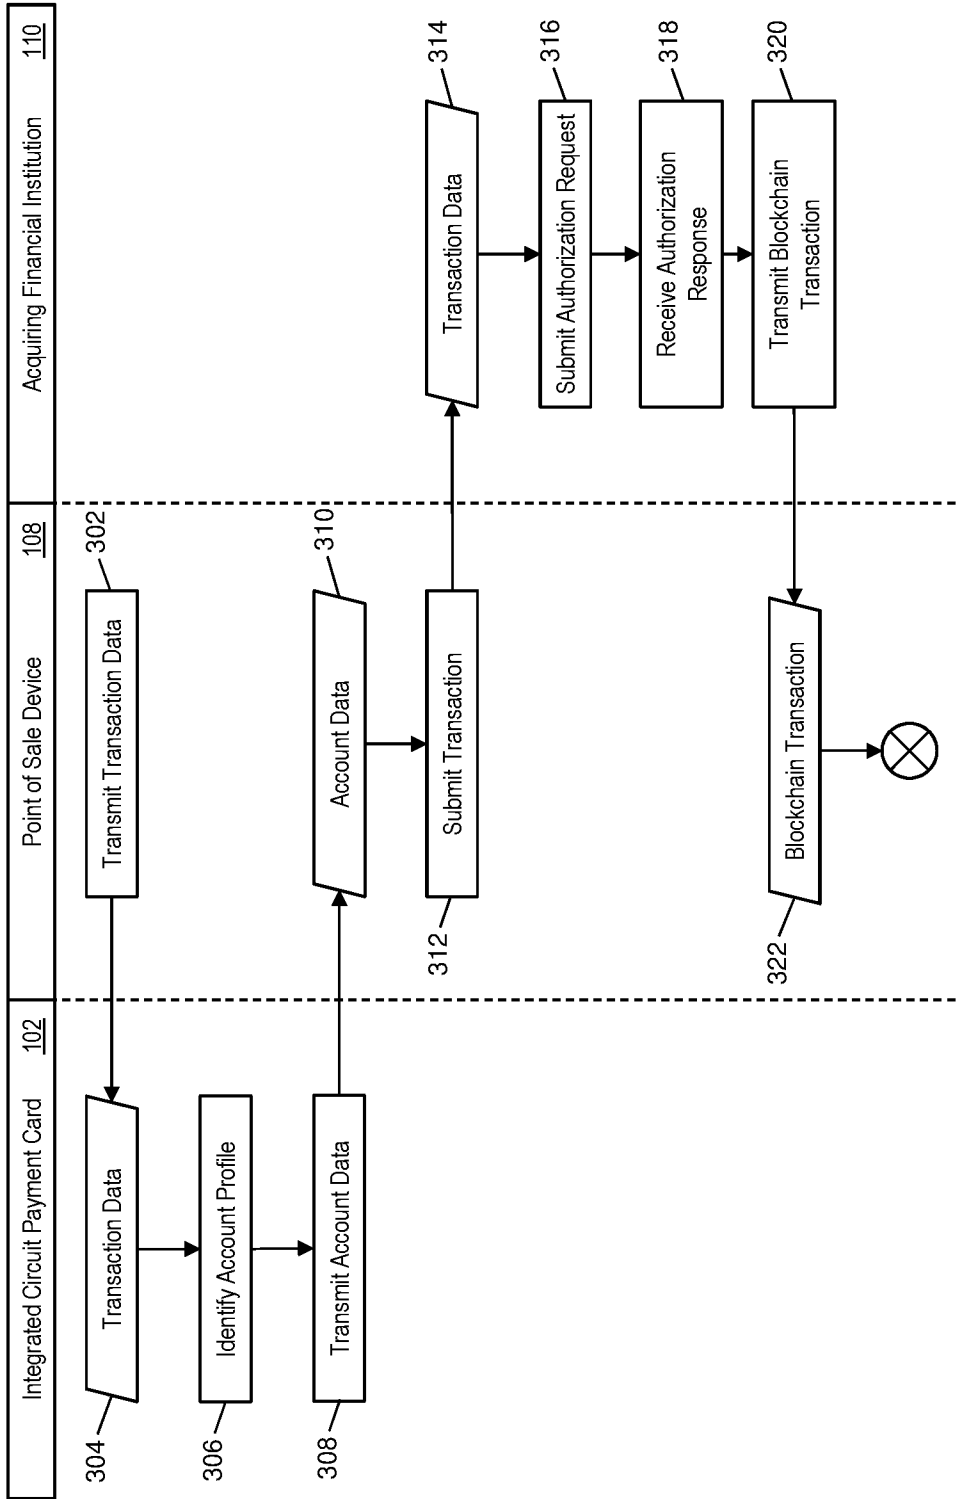 Integrated Circuit Payment Card 102
Point of Sale Device 108
Acquiring Financial Institution 110
Transmit Transaction Data
302
Transaction Data
304
Identify Account Profile
306
Transmit Account Data
308
Account Data
310
Submit Transaction
312
Transaction Data
314
Submit Authorization Request
316
Receive Authorization
Response
318
Transmit Blockchain
Transaction
320
Blockchain Transaction
322